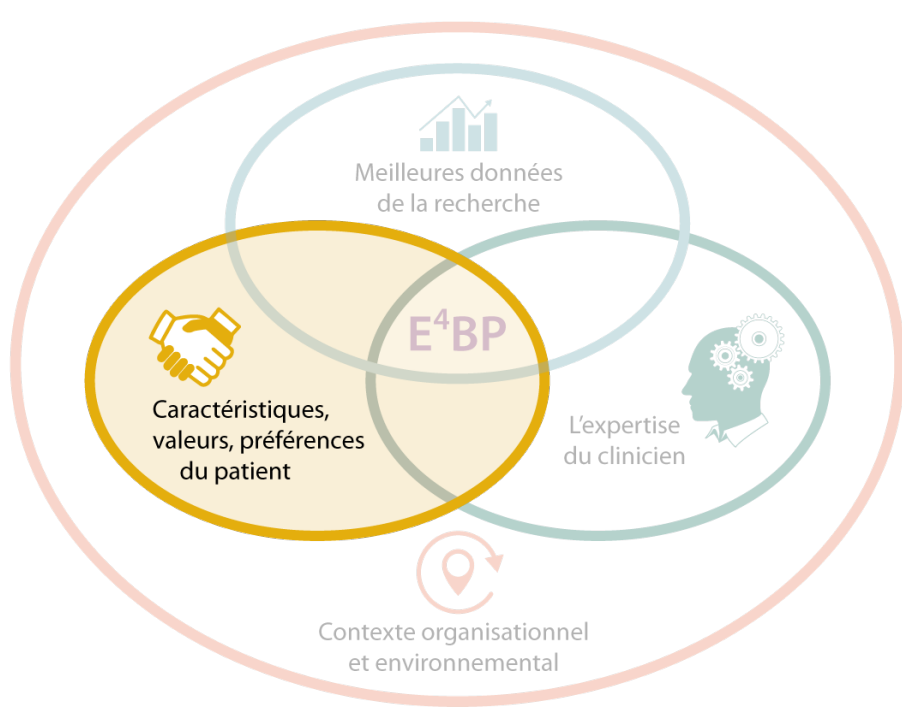 Meilleures données
de la recherche
E⁴BP
Caractéristiques,
valeurs, préférences
du patient
L'expertise
du clinicien
Contexte organisationnel
et environnemental